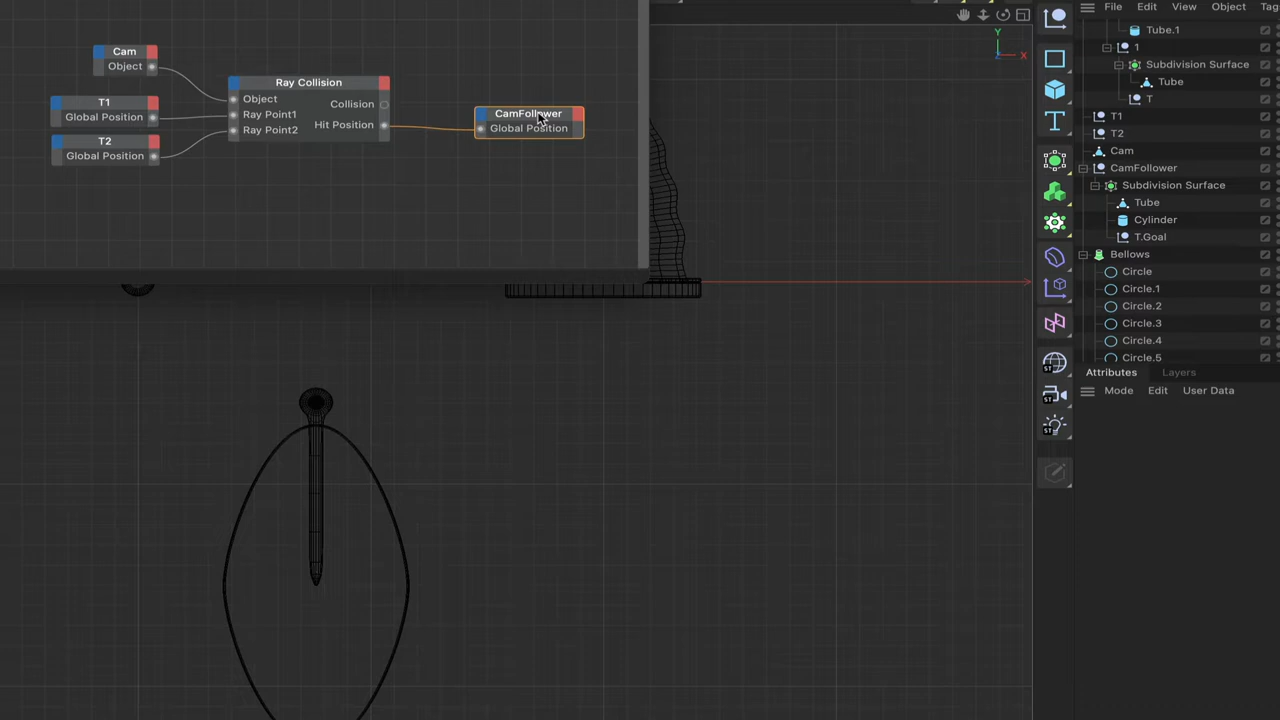 Cam
Object
T1
Global Position
T2
Global Position
Ray Collision
Object
Collision
Ray Point1
Hit Position
Ray Point2
CamFollower
Global Position
Y
X
Z
File Edit View Object Tag
Tube.1
1
Subdivision Surface
Tube
T
T1
T2
Cam
CamFollower
Subdivision Surface
Tube
Cylinder
T.Goal
Bellows
Circle
Circle.1
Circle.2
Circle.3
Circle.4
Circle.5
Attributes Layers
Mode Edit User Data
ST
ST
ST